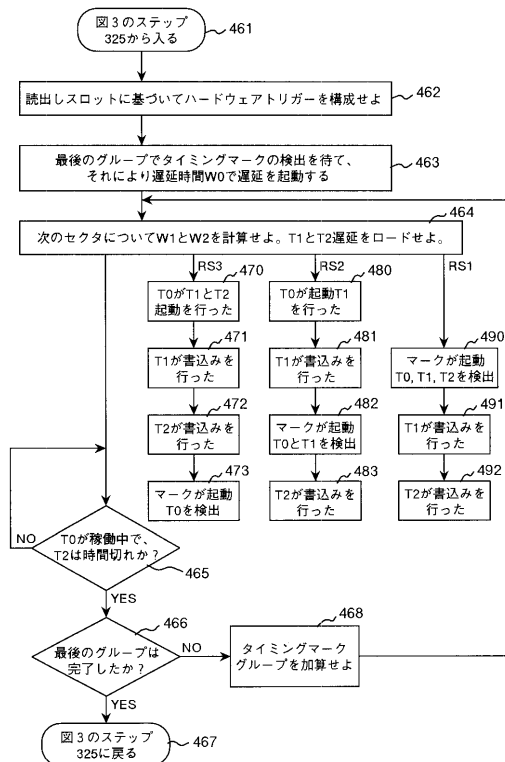 図3のステップ
325から入る
461
読出しスロットに基づいてハードウェアトリガーを構成せよ
462
最後のグループでタイミングマークの検出を待て、
それにより遅延時間W0で遅延を起動する
463
464
次のセクタについてW1とW2を計算せよ。T1とT2遅延をロードせよ。
RS3
470
T0がT1とT2
起動を行った
471
T1が書込みを
行った
472
T2が書込みを
行った
473
マークが起動
T0を検出
RS2
480
T0が起動T1
を行った
481
T1が書込みを
行った
482
マークが起動
T0とT1を検出
483
T2が書込みを
行った
RS1
490
マークが起動
T0, T1, T2を検出
491
T1が書込みを
行った
492
T2が書込みを
行った
NO
T0が稼働中で、
T2は時間切れか?
465
YES
466
最後のグループは
完了したか?
NO
468
タイミングマーク
グループを加算せよ
YES
図3のステップ
325に戻る
467